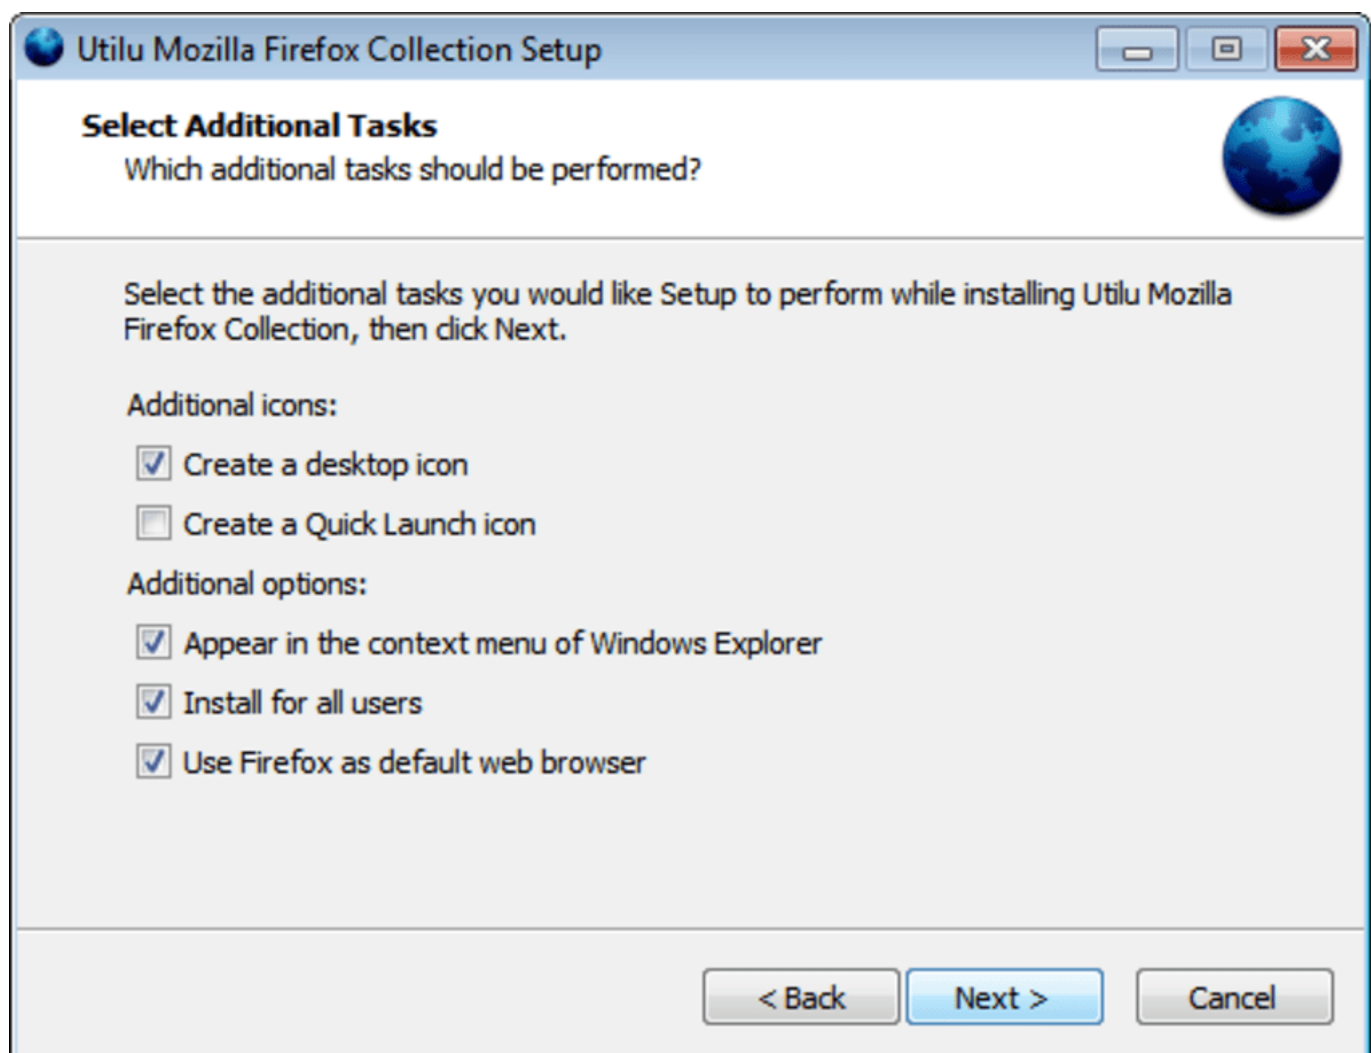 Utilu Mozilla Firefox Collection Setup
Select Additional Tasks
Which additional tasks should be performed?
Select the additional tasks you would like Setup to perform while installing Utilu Mozilla
Firefox Collection, then click Next.
Additional icons:
Create a desktop icon
Create a Quick Launch icon
Additional options:
Appear in the context menu of Windows Explorer
Install for all users
Use Firefox as default web browser
< Back
Next >
Cancel